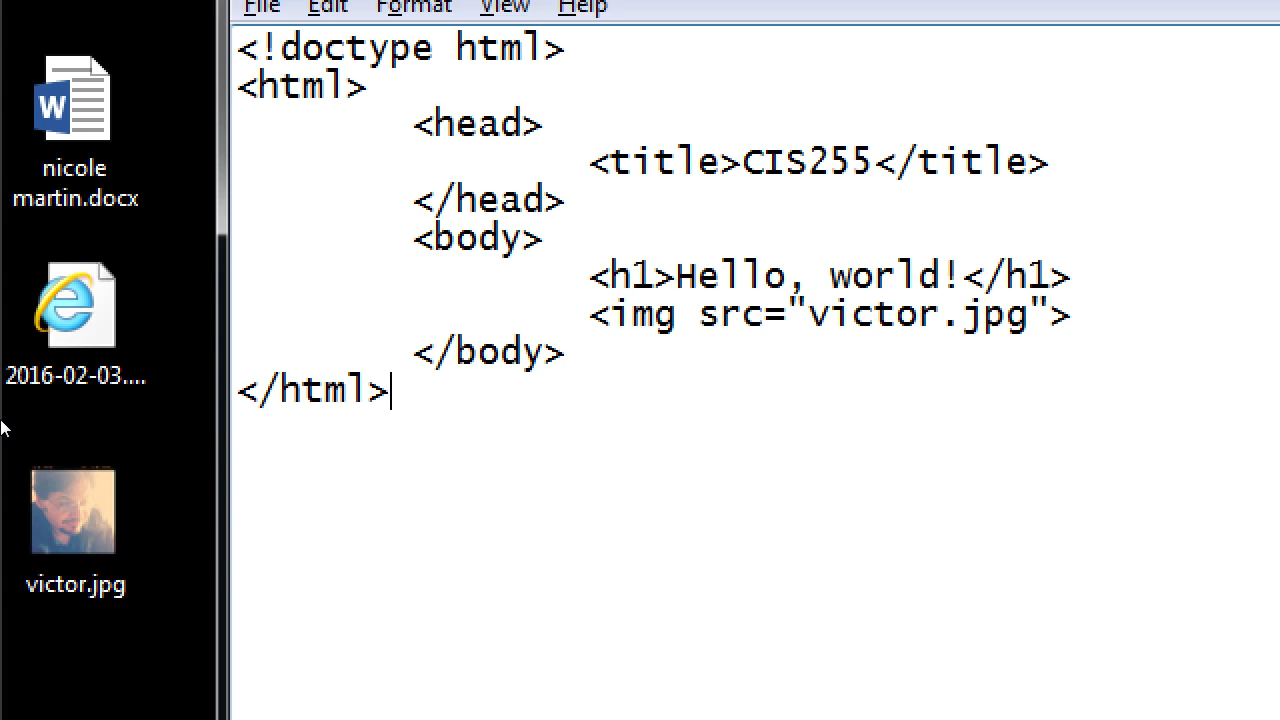 File Edit Format View Help
<!doctype html>
<html>
<head>
<title>CIS255</title>
</head>
<body>
<h1>Hello, world!</h1>
<img src="victor.jpg">
</body>
</html>
W
nicole
martin.docx
2016-02-03....
victor.jpg